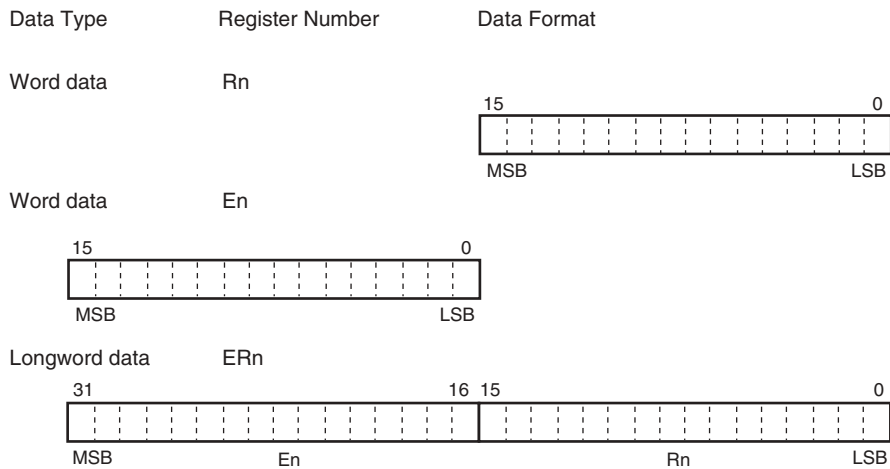 Data Type Register Number Data Format
Word data Rn
15 0
MSB LSB
Word data En
15 0
MSB LSB
Longword data ERn
31 16 15 0
MSB En Rn LSB